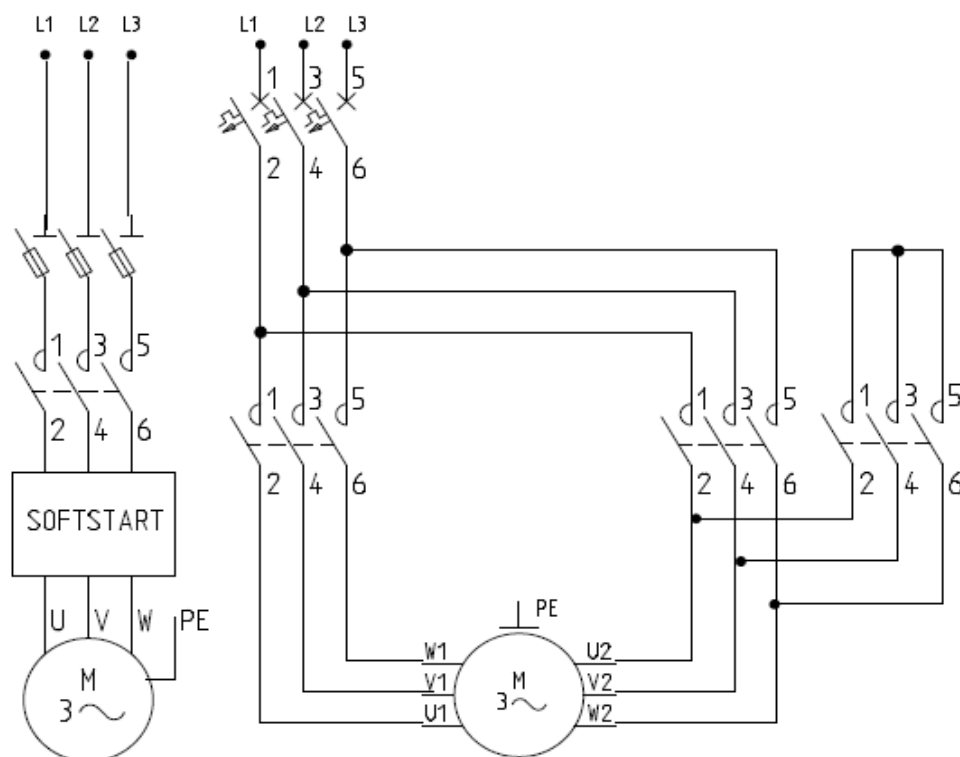 L1 L2 L3
1 3 5
2 4 6
SOFTSTART
U V W PE
M
3
L1 L2 L3
1 3 5
2 4 6
1 3 5
2 4 6
1 3 5
2 4 6
1 3 5
2 4 6
PE
W1 U2
V1 V2
U1 W2
M
3